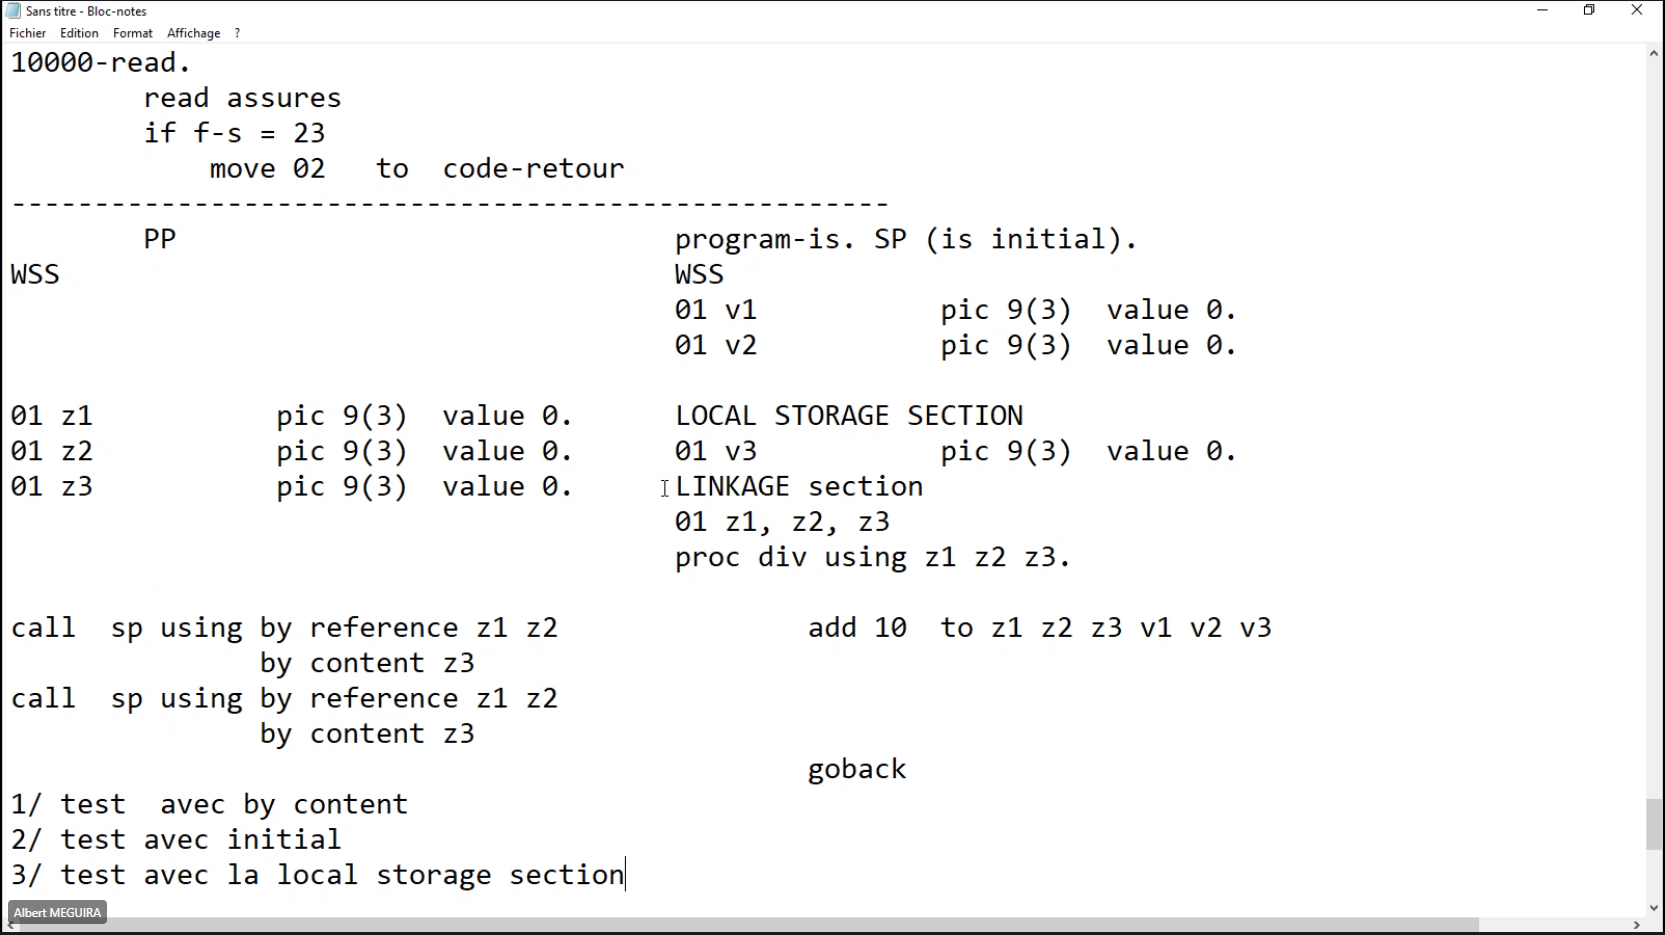 Sans titre - Bloc-notes
Fichier Edition Format Affichage ?
10000-read.
read assures
if f-s = 23
move 02 to code-retour
-----------------------------------------------------
PP program-is. SP (is initial).
WSS WSS
01 v1 pic 9(3) value 0.
01 v2 pic 9(3) value 0.
01 z1 pic 9(3) value 0. LOCAL STORAGE SECTION
01 z2 pic 9(3) value 0. 01 v3 pic 9(3) value 0.
01 z3 pic 9(3) value 0. LINKAGE section
01 z1, z2, z3
proc div using z1 z2 z3.
call sp using by reference z1 z2 add 10 to z1 z2 z3 v1 v2 v3
by content z3
call sp using by reference z1 z2
by content z3
goback
1/ test avec by content
2/ test avec initial
3/ test avec la local storage section
Albert MEGUIRA